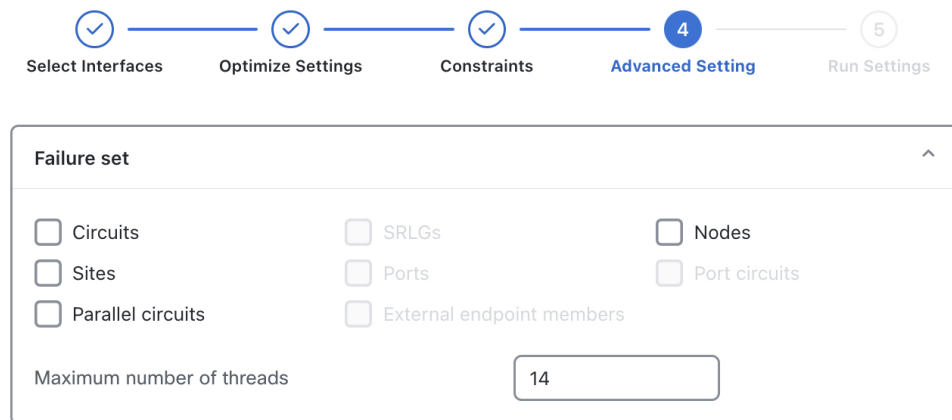 4 5
Select Interfaces Optimize Settings Constraints Advanced Setting Run Settings
Failure set
Circuits SRLGs Nodes
Sites Ports Port circuits
Parallel circuits External endpoint members
Maximum number of threads 14